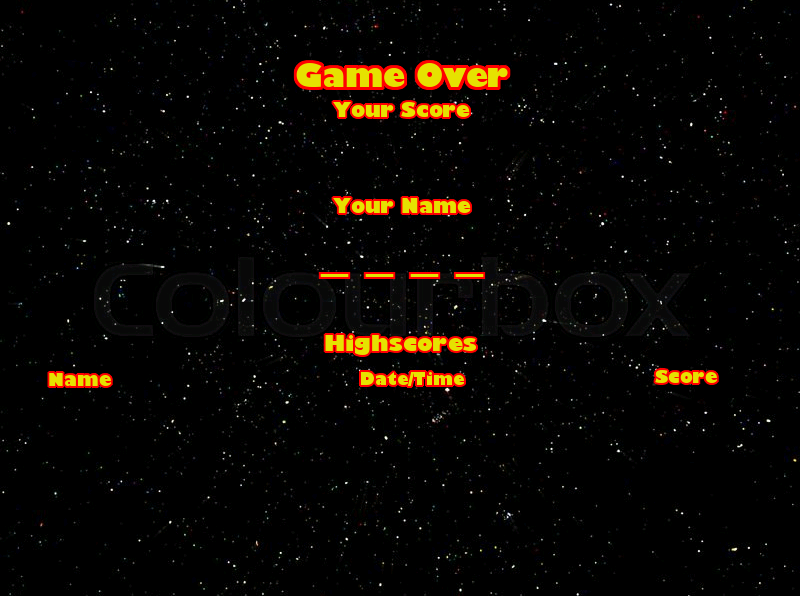 Game Over
Your Score
Your Name
_ _ _ _
colourbox
Highscores
Name Date/Time Score